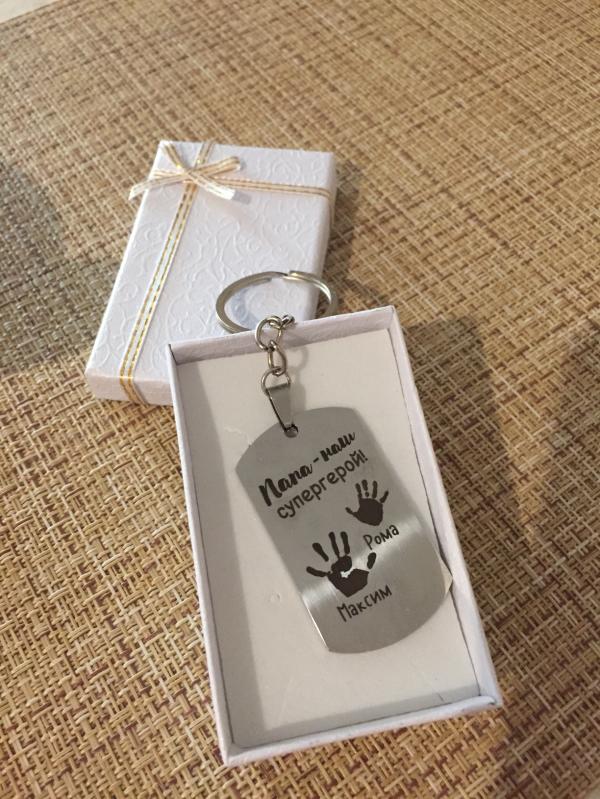 Папа-наш
супергерой!
Рома
Максим